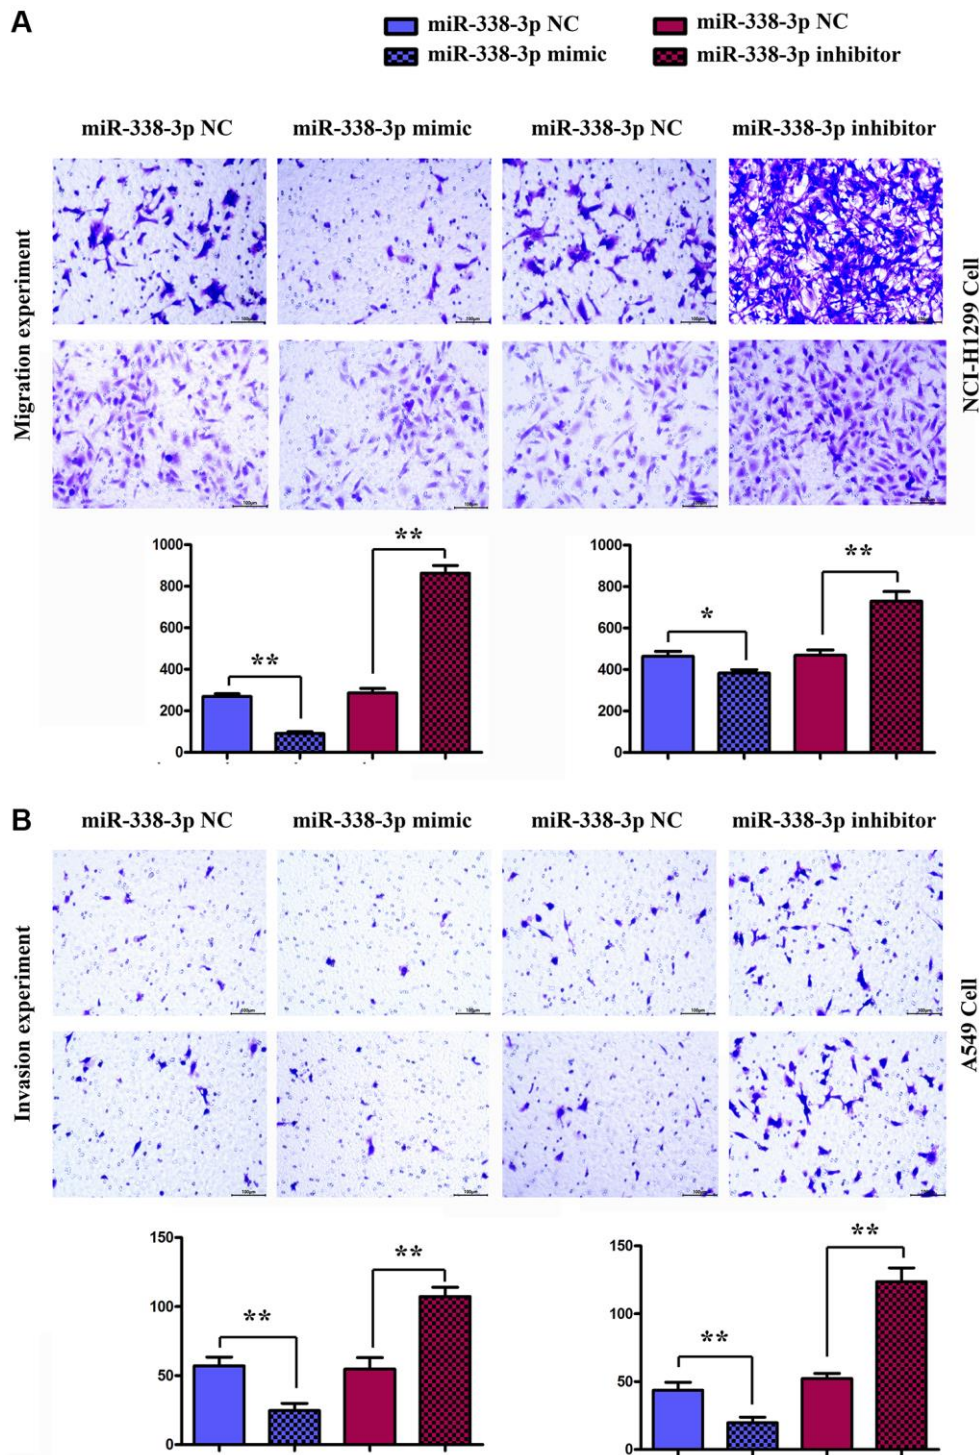 A
miR-338-3p NC
miR-338-3p NC
miR-338-3p mimic
miR-338-3p inhibitor
miR-338-3p NC
miR-338-3p mimic
miR-338-3p NC
miR-338-3p inhibitor
Migration experiment
NCI-H1299 Cell
1000
800
600
400
200
0
**
**
1000
800
600
400
200
0
*
**
B
miR-338-3p NC
miR-338-3p mimic
miR-338-3p NC
miR-338-3p inhibitor
Invasion experiment
A549 Cell
150
100
50
0
**
**
150
100
50
0
**
**